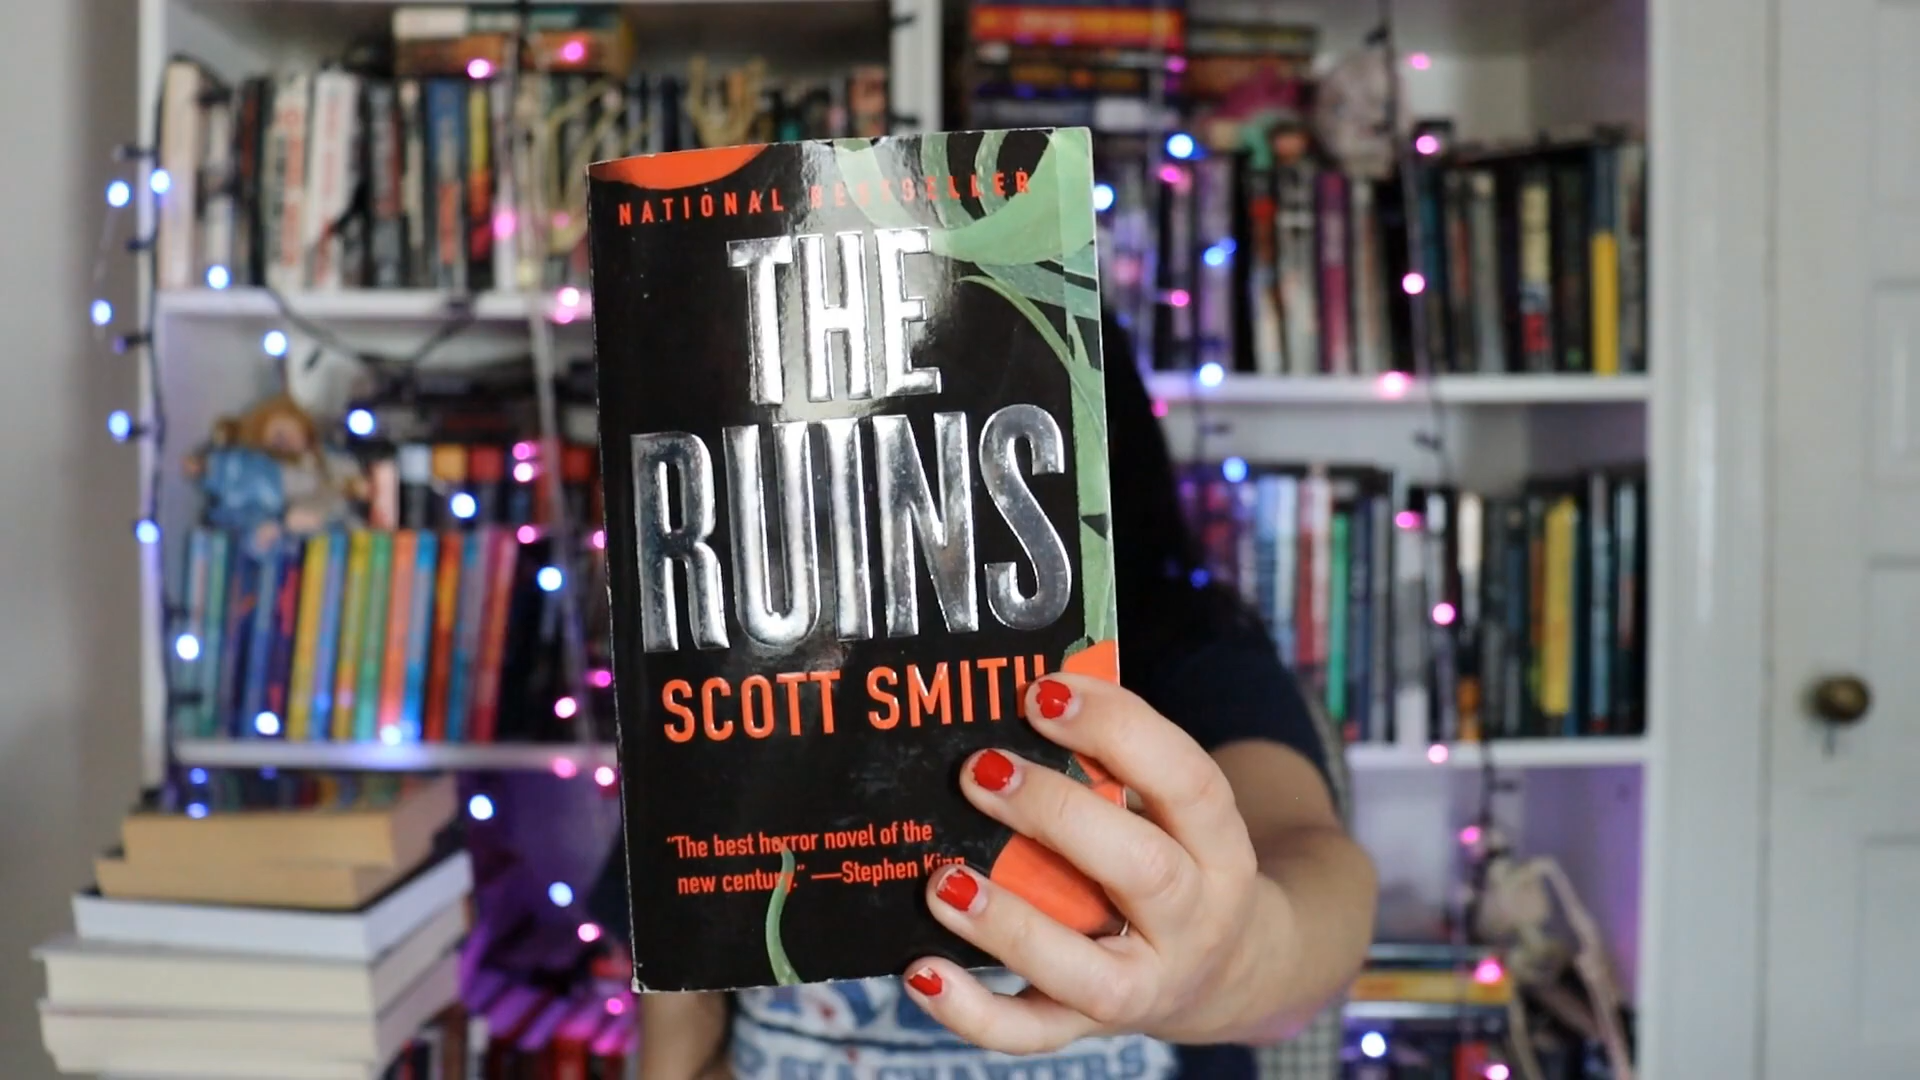 NATIONAL BESTSELLER
THE
RUINS
SCOTT SMITH
“The best horror novel of the
new century.” —Stephen King